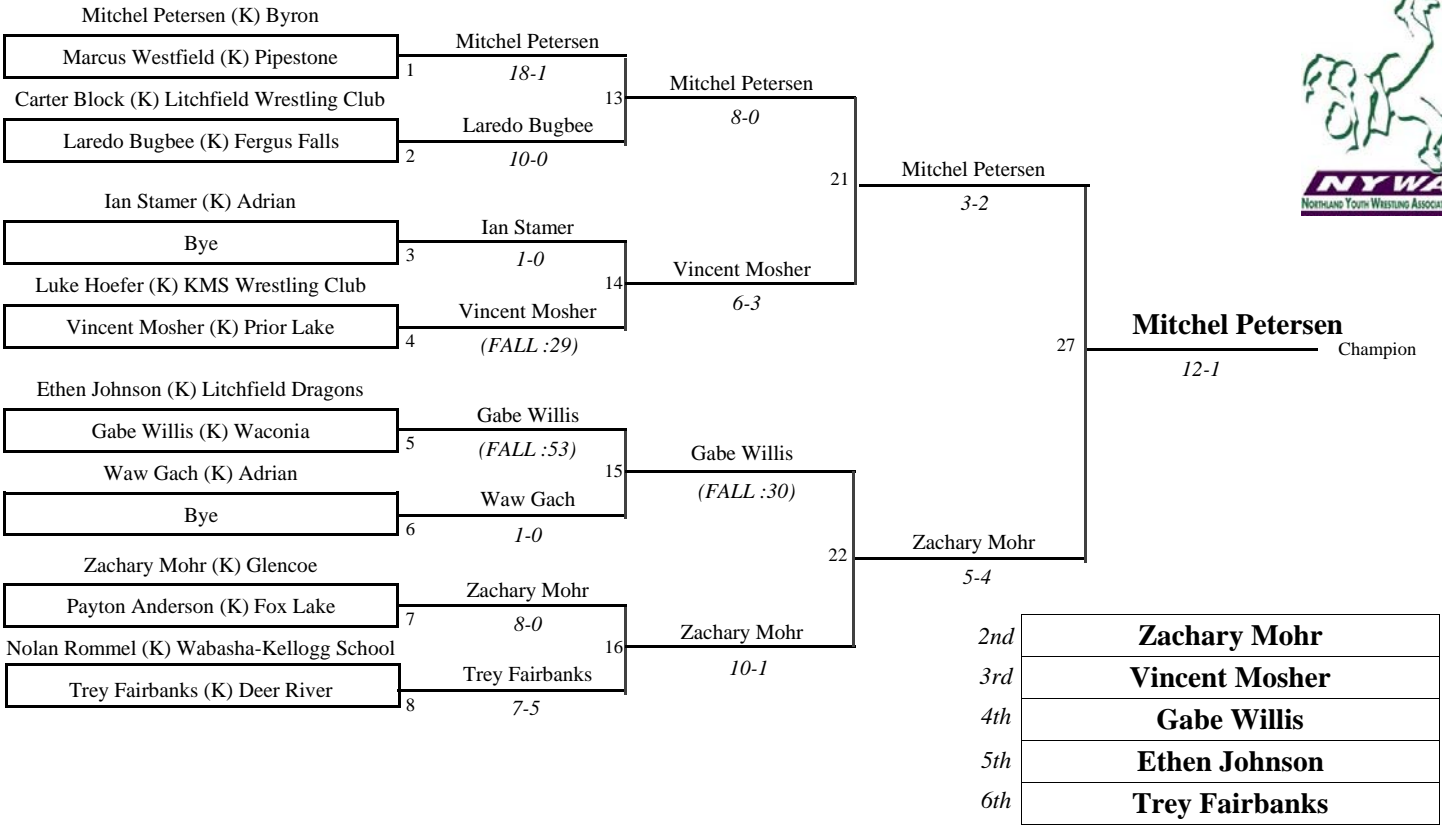 Mitchel Petersen (K) Byron
Marcus Westfield (K) Pipestone
1
Mitchel Petersen
18-1
Carter Block (K) Litchfield Wrestling Club
Laredo Bugbee (K) Fergus Falls
2
Laredo Bugbee
10-0
13
Mitchel Petersen
8-0
Ian Stamer (K) Adrian
Bye
3
Ian Stamer
1-0
Luke Hoefer (K) KMS Wrestling Club
Vincent Mosher (K) Prior Lake
4
Vincent Mosher
(FALL :29)
14
Vincent Mosher
6-3
21
Mitchel Petersen
3-2
Ethen Johnson (K) Litchfield Dragons
Gabe Willis (K) Waconia
5
Gabe Willis
(FALL :53)
Waw Gach (K) Adrian
Bye
6
Waw Gach
1-0
15
Gabe Willis
(FALL :30)
Zachary Mohr (K) Glencoe
Payton Anderson (K) Fox Lake
7
Zachary Mohr
8-0
Nolan Rommel (K) Wabasha-Kellogg School
Trey Fairbanks (K) Deer River
8
Trey Fairbanks
7-5
16
Zachary Mohr
10-1
22
Zachary Mohr
5-4
27
Mitchel Petersen
Champion
12-1
NYWA
NORTHLAND YOUTH WRESTLING
2nd Zachary Mohr
3rd Vincent Mosher
4th Gabe Willis
5th Ethen Johnson
6th Trey Fairbanks